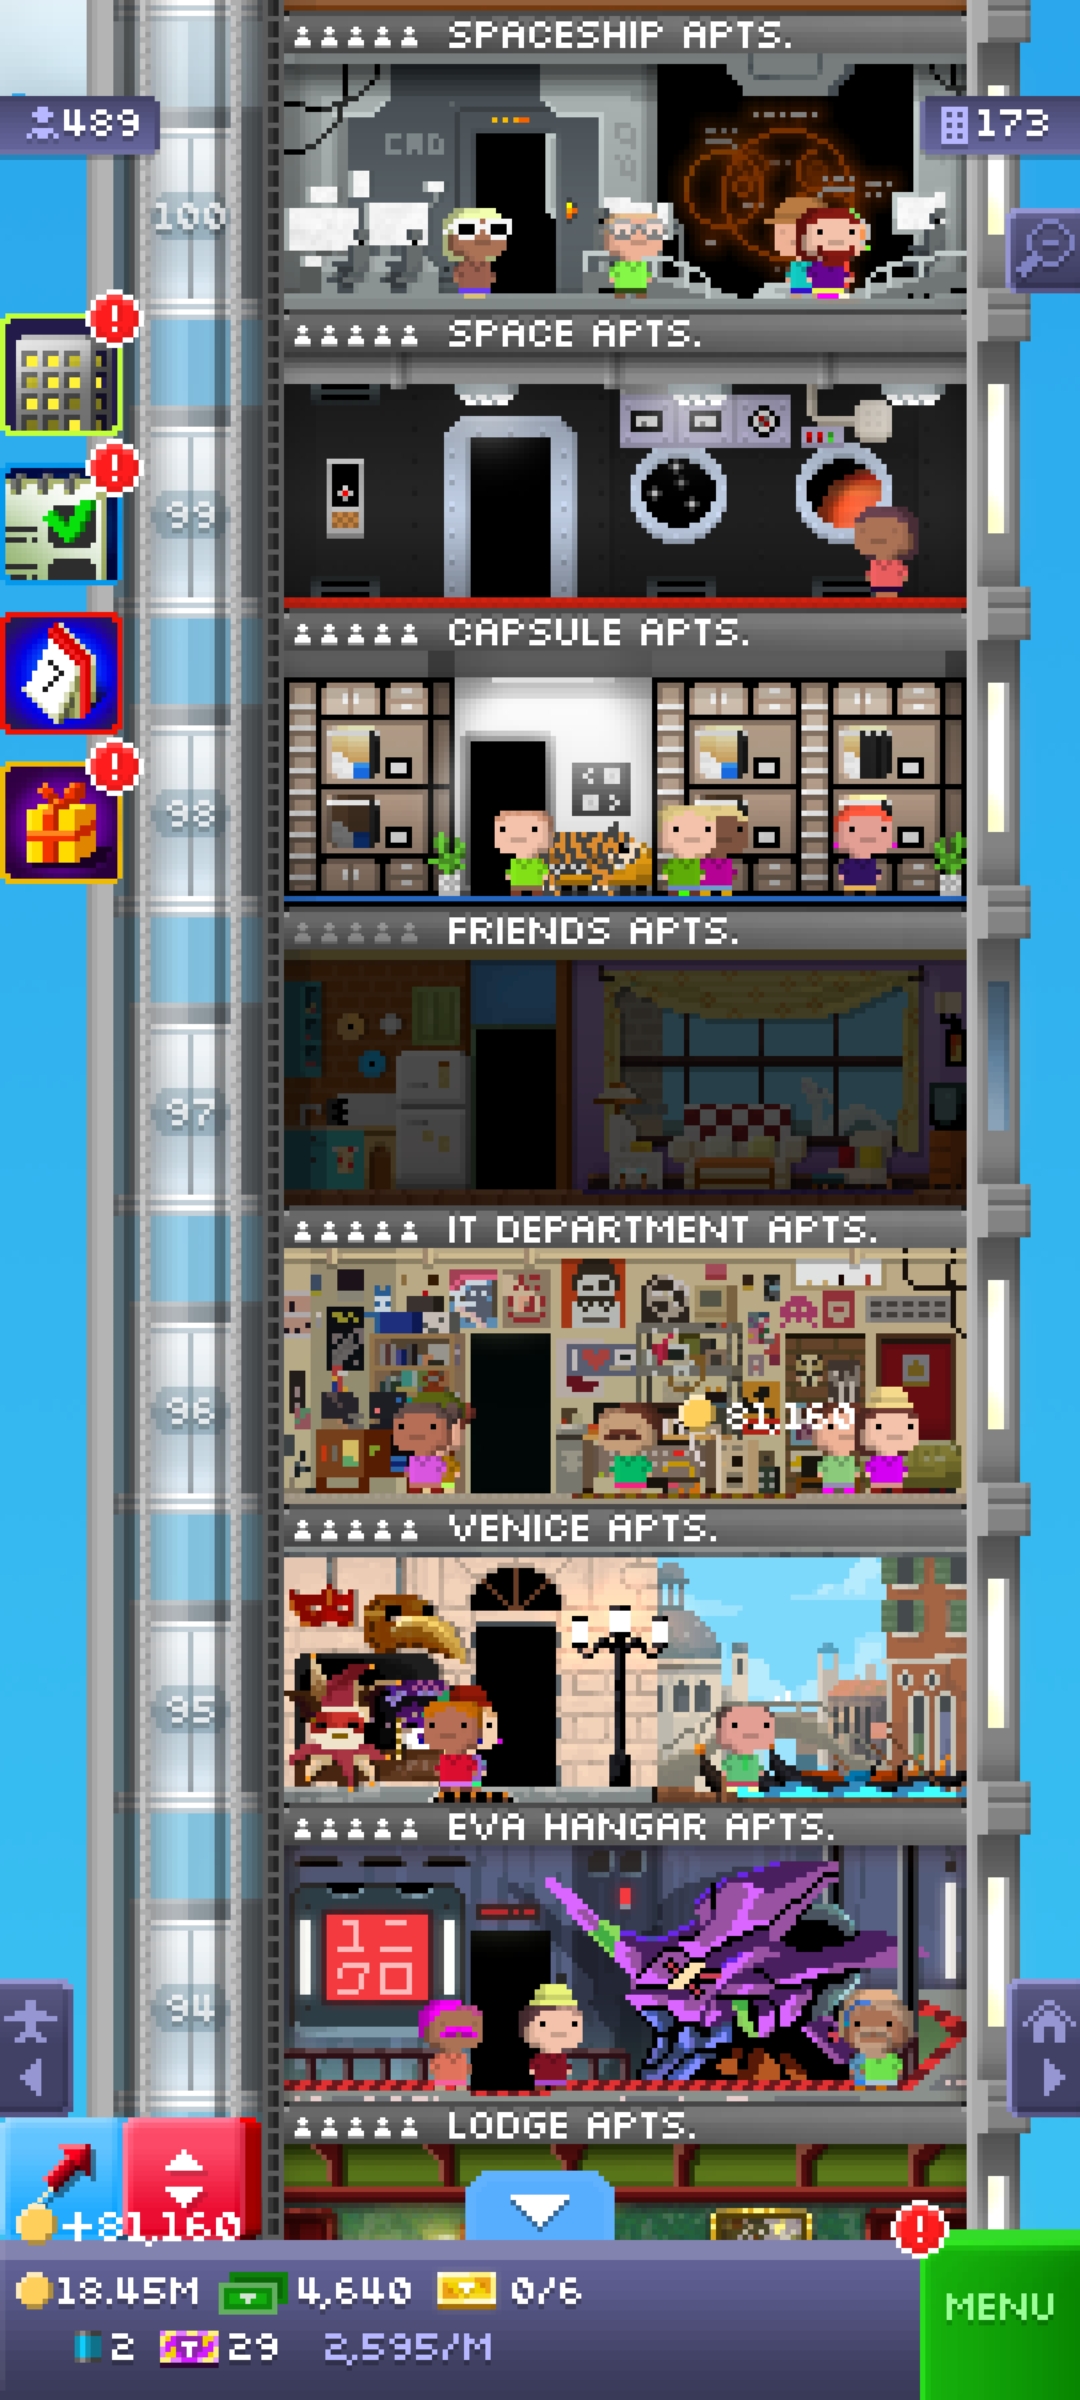 SPACESHIP APTS.
489
173
CAD
100
SPACE APTS.
99
CAPSULE APTS.
98
FRIENDS APTS.
97
IT DEPARTMENT APTS.
96
81,160
VENICE APTS.
95
EVA HANGAR APTS.
94
LODGE APTS.
+81,160
18.45M 4,640 0/6
MENU
2 29 2,595/M